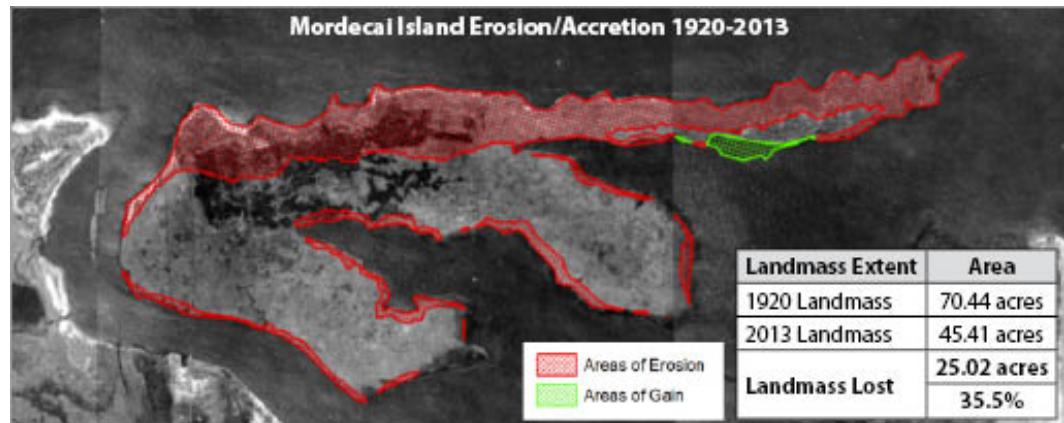 Mordecai Island Erosion/Accretion 1920-2013
Landmass Extent Area
1920 Landmass 70.44 acres
2013 Landmass 45.41 acres
Landmass Lost 25.02 acres
35.5%
Areas of Erosion
Areas of Gain